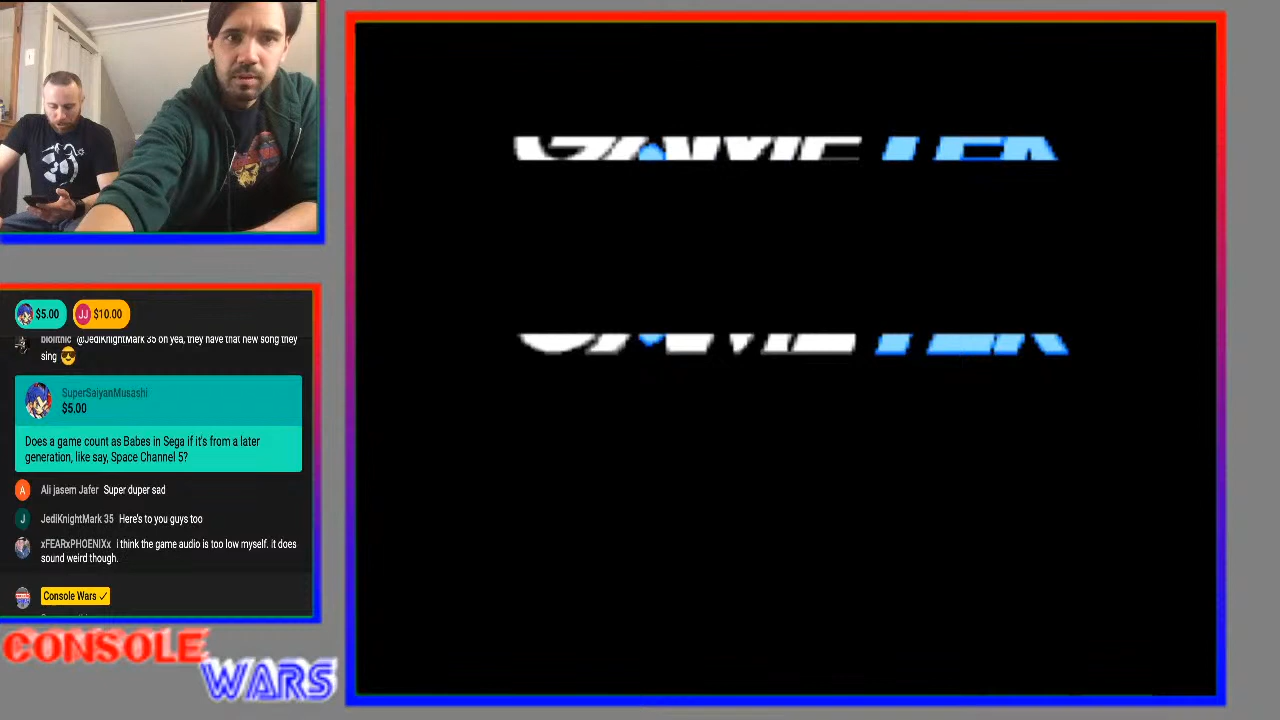 $5.00
JJ $10.00
biolithic @JediKnightMark 35 oh yea, they have that new song they
sing
SuperSaiyanMusashi
$5.00
Does a game count as Babes in Sega if it's from a later
generation, like say, Space Channel 5?
A Ali jasem Jafer Super duper sad
J JediKnightMark 35 Here's to you guys too
xFEARxPHOENIXx i think the game audio is too low myself. it does
sound weird though.
Console Wars ✓
CONSOLE
WARS